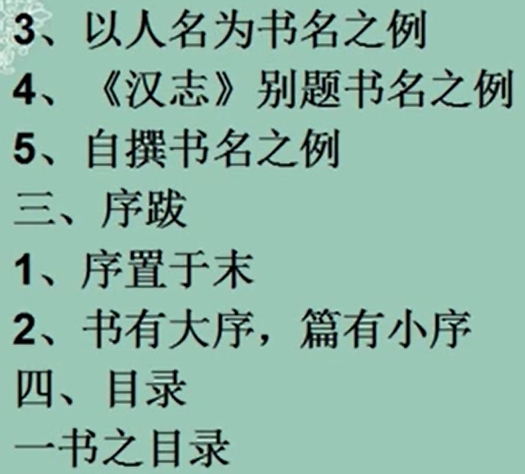 3、以人名为书名之例
4、《汉志》别题书名之例
5、自撰书名之例
三、序跋
1、序置于末
2、书有大序，篇有小序
四、目录
一书之目录